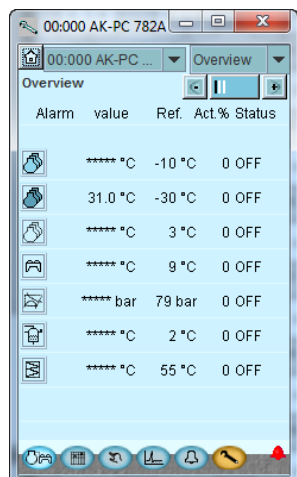 00:000 AK-PC 782A
00:000 AK-PC ... Overview
Overview
Alarm value Ref. Act.% Status
***** °C -10 °C 0 OFF
31.0 °C -30 °C 0 OFF
***** °C 3 °C 0 OFF
***** °C 9 °C 0 OFF
***** bar 79 bar 0 OFF
***** °C 2 °C 0 OFF
***** °C 55 °C 0 OFF